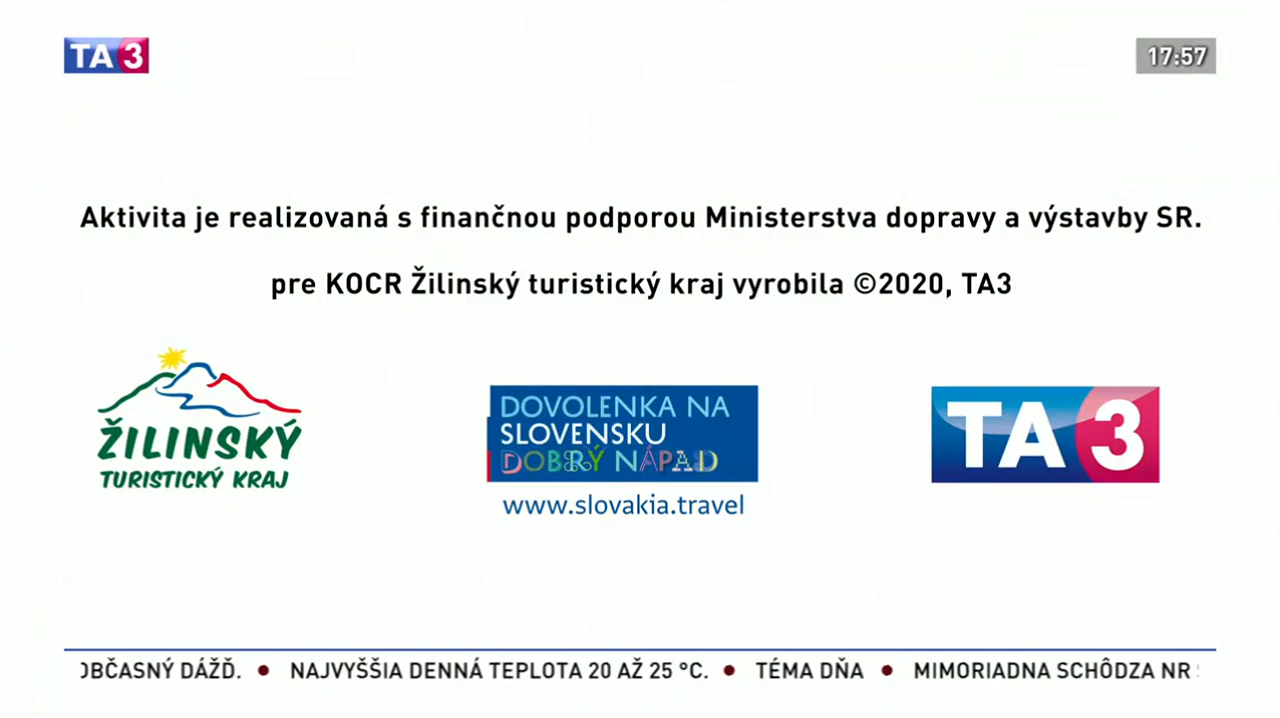 TA3
17:57
Aktivita je realizovaná s finančnou podporou Ministerstva dopravy a výstavby SR.
pre KOCR Žilinský turistický kraj vyrobila ©2020, TA3
ŽILINSKÝ
TURISTICKÝ KRAJ
DOVOLENKA NA
SLOVENSKU
DOBRÝ NÁPAD
www.slovakia.travel
TA3
OBČASNÝ DÁŽĎ. • NAJVYŠŠIA DENNÁ TEPLOTA 20 AŽ 25 °C. • TÉMA DŇA • MIMORIADNA SCHÔDZA NR